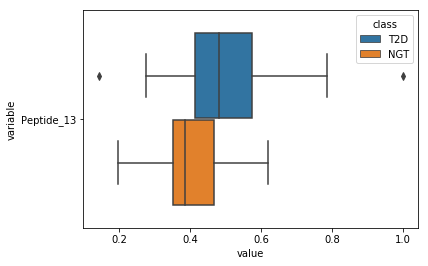 class
T2D
NGT
variable
Peptide_13
0.2 0.4 0.6 0.8 1.0
value